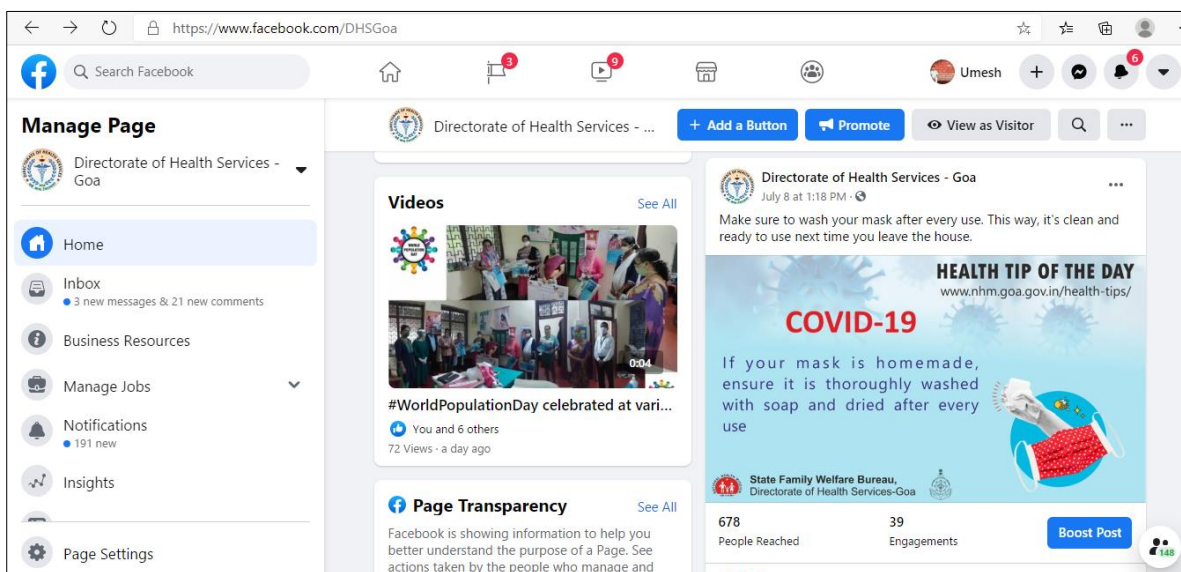 https://www.facebook.com/DHSGoa
Search Facebook
3
9
Umesh
6
Manage Page
Directorate of Health Services -
Goa
Home
Inbox
3 new messages & 21 new comments
Business Resources
Manage Jobs
Notifications
191 new
Insights
Page Settings
Directorate of Health Services - ...
+ Add a Button
Promote
View as Visitor
Videos
See All
WORLD
POPULATION
DAY
0:04
#WorldPopulationDay celebrated at vari...
You and 6 others
72 Views · a day ago
Page Transparency
See All
Facebook is showing information to help you
better understand the purpose of a Page. See
actions taken by the people who manage and
Directorate of Health Services - Goa
July 8 at 1:18 PM ·
Make sure to wash your mask after every use. This way, it's clean and
ready to use next time you leave the house.
HEALTH TIP OF THE DAY
www.nhm.goa.gov.in/health-tips/
COVID-19
If your mask is homemade,
ensure it is thoroughly washed
with soap and dried after every
use
State Family Welfare Bureau,
Directorate of Health Services-Goa
678
People Reached
39
Engagements
Boost Post
148